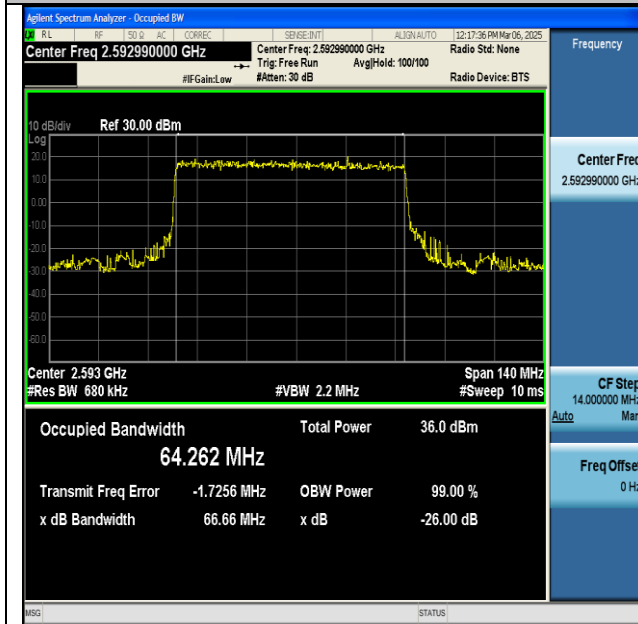 Agilent Spectrum Analyzer - Occupied BW
RL RF 50 Ω AC CORREC SENSE:INT ALIGN AUTO 12:17:36 PM Mar 06, 2025
Center Freq 2.592990000 GHz
Center Freq: 2.592990000 GHz Radio Std: None
Trig: Free Run Avg|Hold: 100/100
#IFGain:Low #Atten: 30 dB Radio Device: BTS
10 dB/div Ref 30.00 dBm
Log
20.0
10.0
0.00
-10.0
-20.0
-30.0
-40.0
-50.0
-60.0
Center 2.593 GHz Span 140 MHz
#Res BW 680 kHz #VBW 2.2 MHz #Sweep 10 ms
Occupied Bandwidth Total Power 36.0 dBm
64.262 MHz
Transmit Freq Error -1.7256 MHz OBW Power 99.00 %
x dB Bandwidth 66.66 MHz x dB -26.00 dB
MSG STATUS
Frequency
Center Freq
2.592990000 GHz
CF Step
14.000000 MHz
Auto Man
Freq Offset
0 Hz